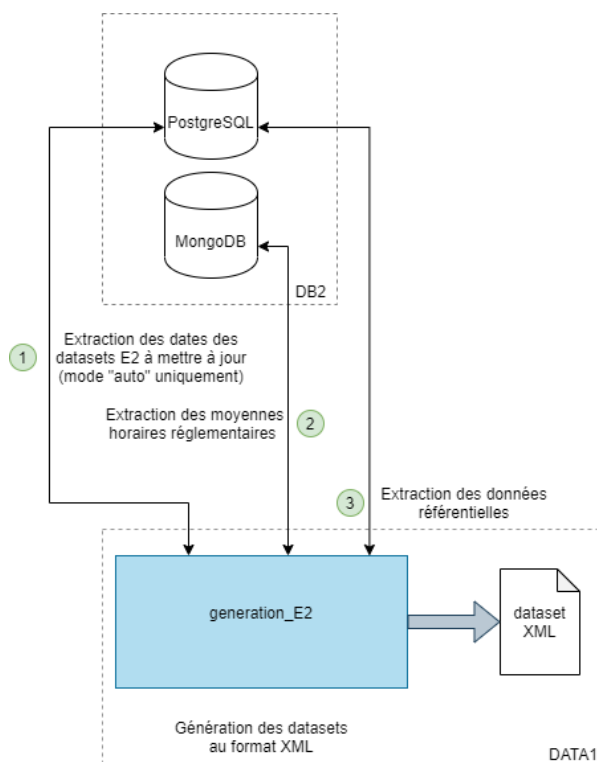 PostgreSQL
MongoDB
DB2
1
Extraction des dates des
datasets E2 à mettre à jour
(mode "auto" uniquement)
Extraction des moyennes
horaires réglementaires
2
3
Extraction des données
référentielles
generation_E2
dataset
XML
Génération des datasets
au format XML
DATA1